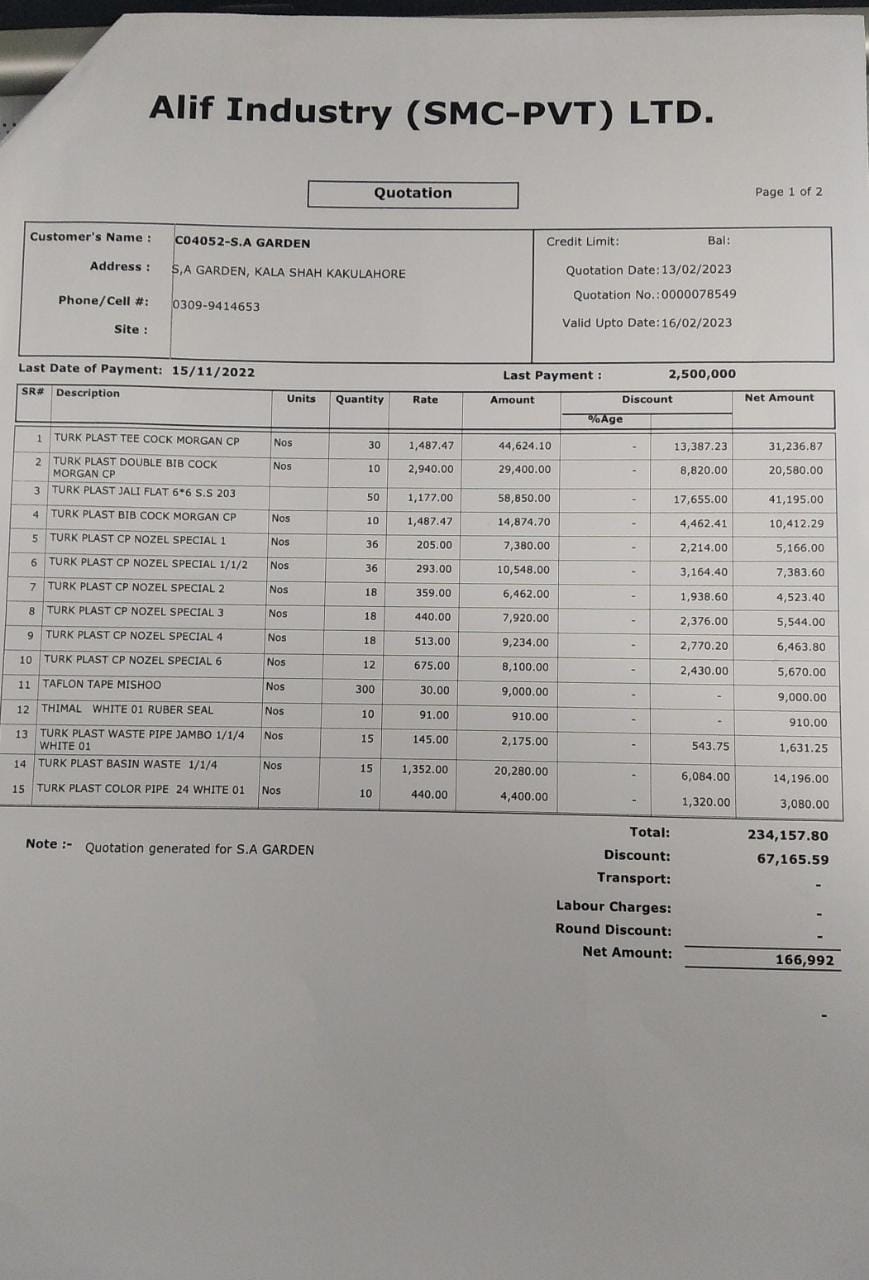 Alif Industry (SMC-PVT) LTD.
Quotation
Page 1 of 2
Customer's Name : C04052-S.A GARDEN
Address : S,A GARDEN, KALA SHAH KAKULAHORE
Phone/Cell #: 0309-9414653
Site :
Credit Limit: Bal:
Quotation Date: 13/02/2023
Quotation No.: 0000078549
Valid Upto Date: 16/02/2023
Last Date of Payment: 15/11/2022 Last Payment : 2,500,000
SR# Description Units Quantity Rate Amount Discount Net Amount
%Age
1 TURK PLAST TEE COCK MORGAN CP Nos 30 1,487.47 44,624.10 - 13,387.23 31,236.87
2 TURK PLAST DOUBLE BIB COCK Nos 10 2,940.00 29,400.00 - 8,820.00 20,580.00
MORGAN CP
3 TURK PLAST JALI FLAT 6*6 S.S 203 50 1,177.00 58,850.00 - 17,655.00 41,195.00
4 TURK PLAST BIB COCK MORGAN CP Nos 10 1,487.47 14,874.70 - 4,462.41 10,412.29
5 TURK PLAST CP NOZEL SPECIAL 1 Nos 36 205.00 7,380.00 - 2,214.00 5,166.00
6 TURK PLAST CP NOZEL SPECIAL 1/1/2 Nos 36 293.00 10,548.00 - 3,164.40 7,383.60
7 TURK PLAST CP NOZEL SPECIAL 2 Nos 18 359.00 6,462.00 - 1,938.60 4,523.40
8 TURK PLAST CP NOZEL SPECIAL 3 Nos 18 440.00 7,920.00 - 2,376.00 5,544.00
9 TURK PLAST CP NOZEL SPECIAL 4 Nos 18 513.00 9,234.00 - 2,770.20 6,463.80
10 TURK PLAST CP NOZEL SPECIAL 6 Nos 12 675.00 8,100.00 - 2,430.00 5,670.00
11 TAFLON TAPE MISHOO Nos 300 30.00 9,000.00 - - 9,000.00
12 THIMAL WHITE 01 RUBER SEAL Nos 10 91.00 910.00 - - 910.00
13 TURK PLAST WASTE PIPE JAMBO 1/1/4 Nos 15 145.00 2,175.00 - 543.75 1,631.25
WHITE 01
14 TURK PLAST BASIN WASTE 1/1/4 Nos 15 1,352.00 20,280.00 - 6,084.00 14,196.00
15 TURK PLAST COLOR PIPE 24 WHITE 01 Nos 10 440.00 4,400.00 - 1,320.00 3,080.00
Note :- Quotation generated for S.A GARDEN
Total: 234,157.80
Discount: 67,165.59
Transport: -
Labour Charges: -
Round Discount: -
Net Amount: 166,992
-